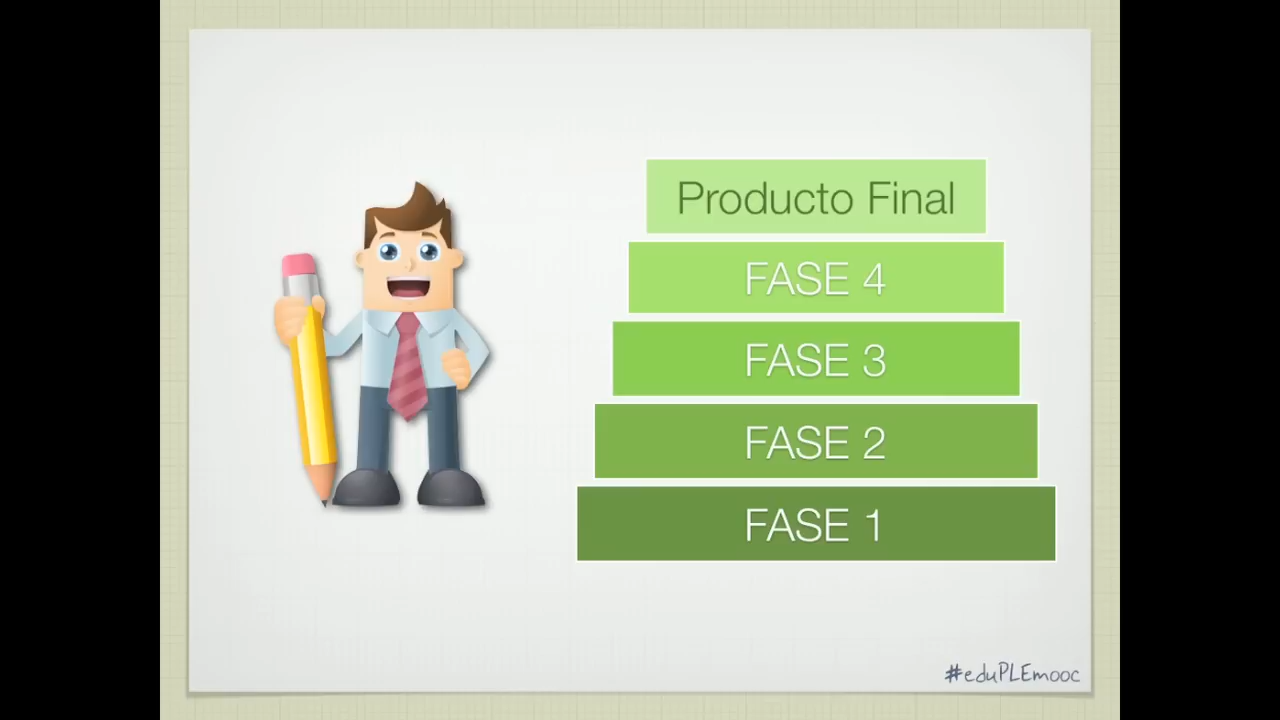 Producto Final
FASE 4
FASE 3
FASE 2
FASE 1
#eduPLEmooc